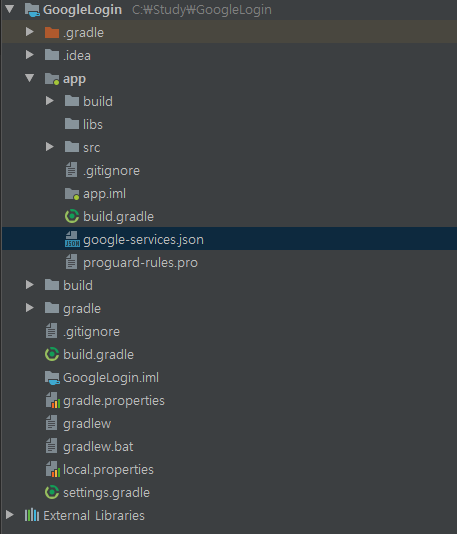 GoogleLogin C:₩Study₩GoogleLogin
.gradle
.idea
app
build
libs
src
.gitignore
app.iml
build.gradle
google-services.json
proguard-rules.pro
build
gradle
.gitignore
build.gradle
GoogleLogin.iml
gradle.properties
gradlew
gradlew.bat
local.properties
settings.gradle
External Libraries